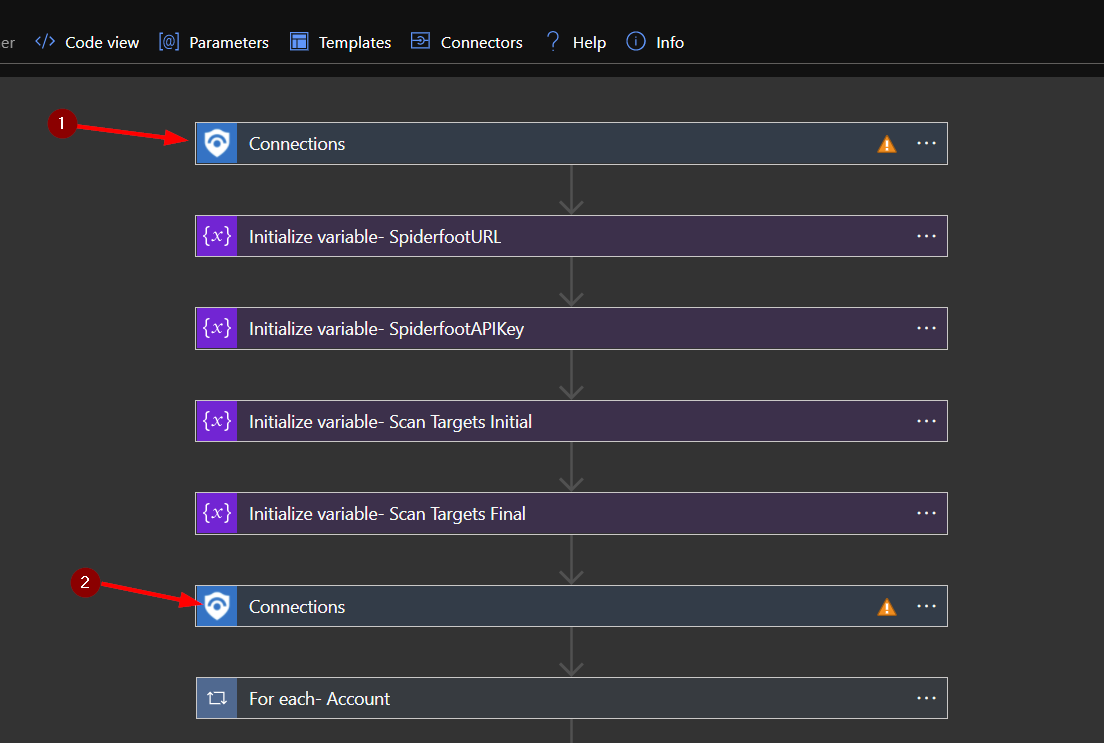 er </> Code view [@] Parameters Templates Connectors ? Help i Info
1
Connections
{x} Initialize variable- SpiderfootURL
{x} Initialize variable- SpiderfootAPIKey
{x} Initialize variable- Scan Targets Initial
{x} Initialize variable- Scan Targets Final
2
Connections
For each- Account